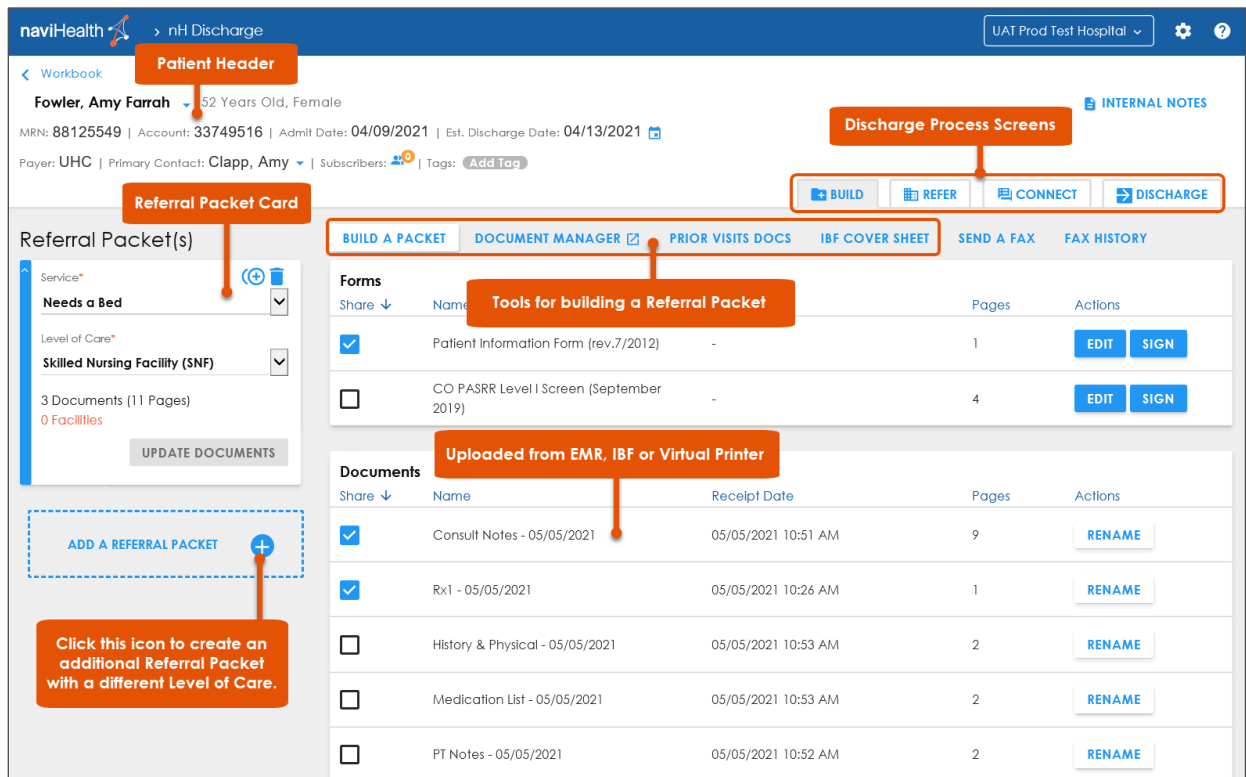 naviHealth > nH Discharge
UAT Prod Test Hospital
Patient Header
Workbook
Fowler, Amy Farrah 52 Years Old, Female
INTERNAL NOTES
MRN: 88125549 | Account: 33749516 | Admit Date: 04/09/2021 | Est. Discharge Date: 04/13/2021
Discharge Process Screens
Payer: UHC | Primary Contact: Clapp, Amy | Subscribers: 0 | Tags: Add Tag
BUILD REFER CONNECT DISCHARGE
Referral Packet Card
Referral Packet(s)
BUILD A PACKET DOCUMENT MANAGER PRIOR VISITS DOCS IBF COVER SHEET SEND A FAX FAX HISTORY
Service*
Needs a Bed
Level of Care*
Skilled Nursing Facility (SNF)
3 Documents (11 Pages)
0 Facilities
UPDATE DOCUMENTS
ADD A REFERRAL PACKET
Click this icon to create an
additional Referral Packet
with a different Level of Care.
Forms
Tools for building a Referral Packet
Share Name Pages Actions
Patient Information Form (rev.7/2012) - 1 EDIT SIGN
CO PASRR Level I Screen (September
2019) - 4 EDIT SIGN
Uploaded from EMR, IBF or Virtual Printer
Documents
Share Name Receipt Date Pages Actions
Consult Notes - 05/05/2021 05/05/2021 10:51 AM 9 RENAME
Rx1 - 05/05/2021 05/05/2021 10:26 AM 1 RENAME
History & Physical - 05/05/2021 05/05/2021 10:53 AM 2 RENAME
Medication List - 05/05/2021 05/05/2021 10:53 AM 2 RENAME
PT Notes - 05/05/2021 05/05/2021 10:52 AM 2 RENAME